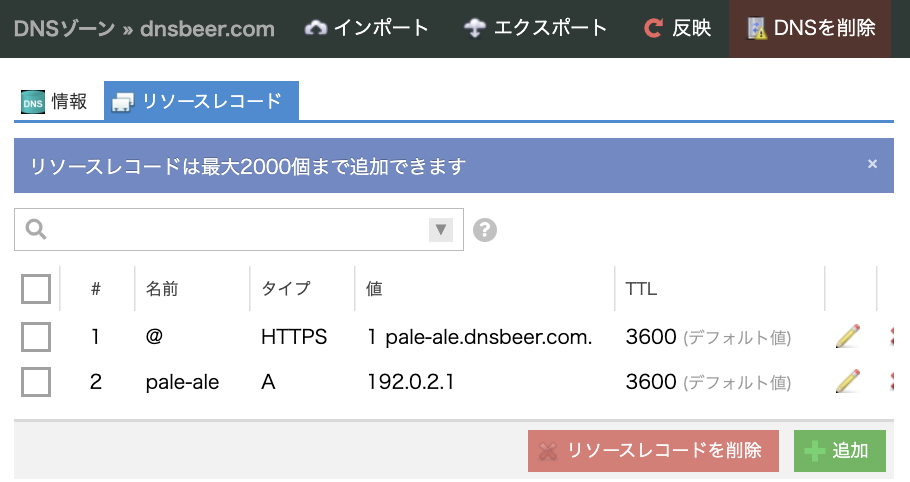 DNSゾーン » dnsbeer.com インポート エクスポート 反映 DNSを削除
DNS 情報 リソースレコード
リソースレコードは最大2000個まで追加できます ×
▼ ?
# 名前 タイプ 値 TTL
1 @ HTTPS 1 pale-ale.dnsbeer.com. 3600 (デフォルト値)
2 pale-ale A 192.0.2.1 3600 (デフォルト値)
リソースレコードを削除 追加